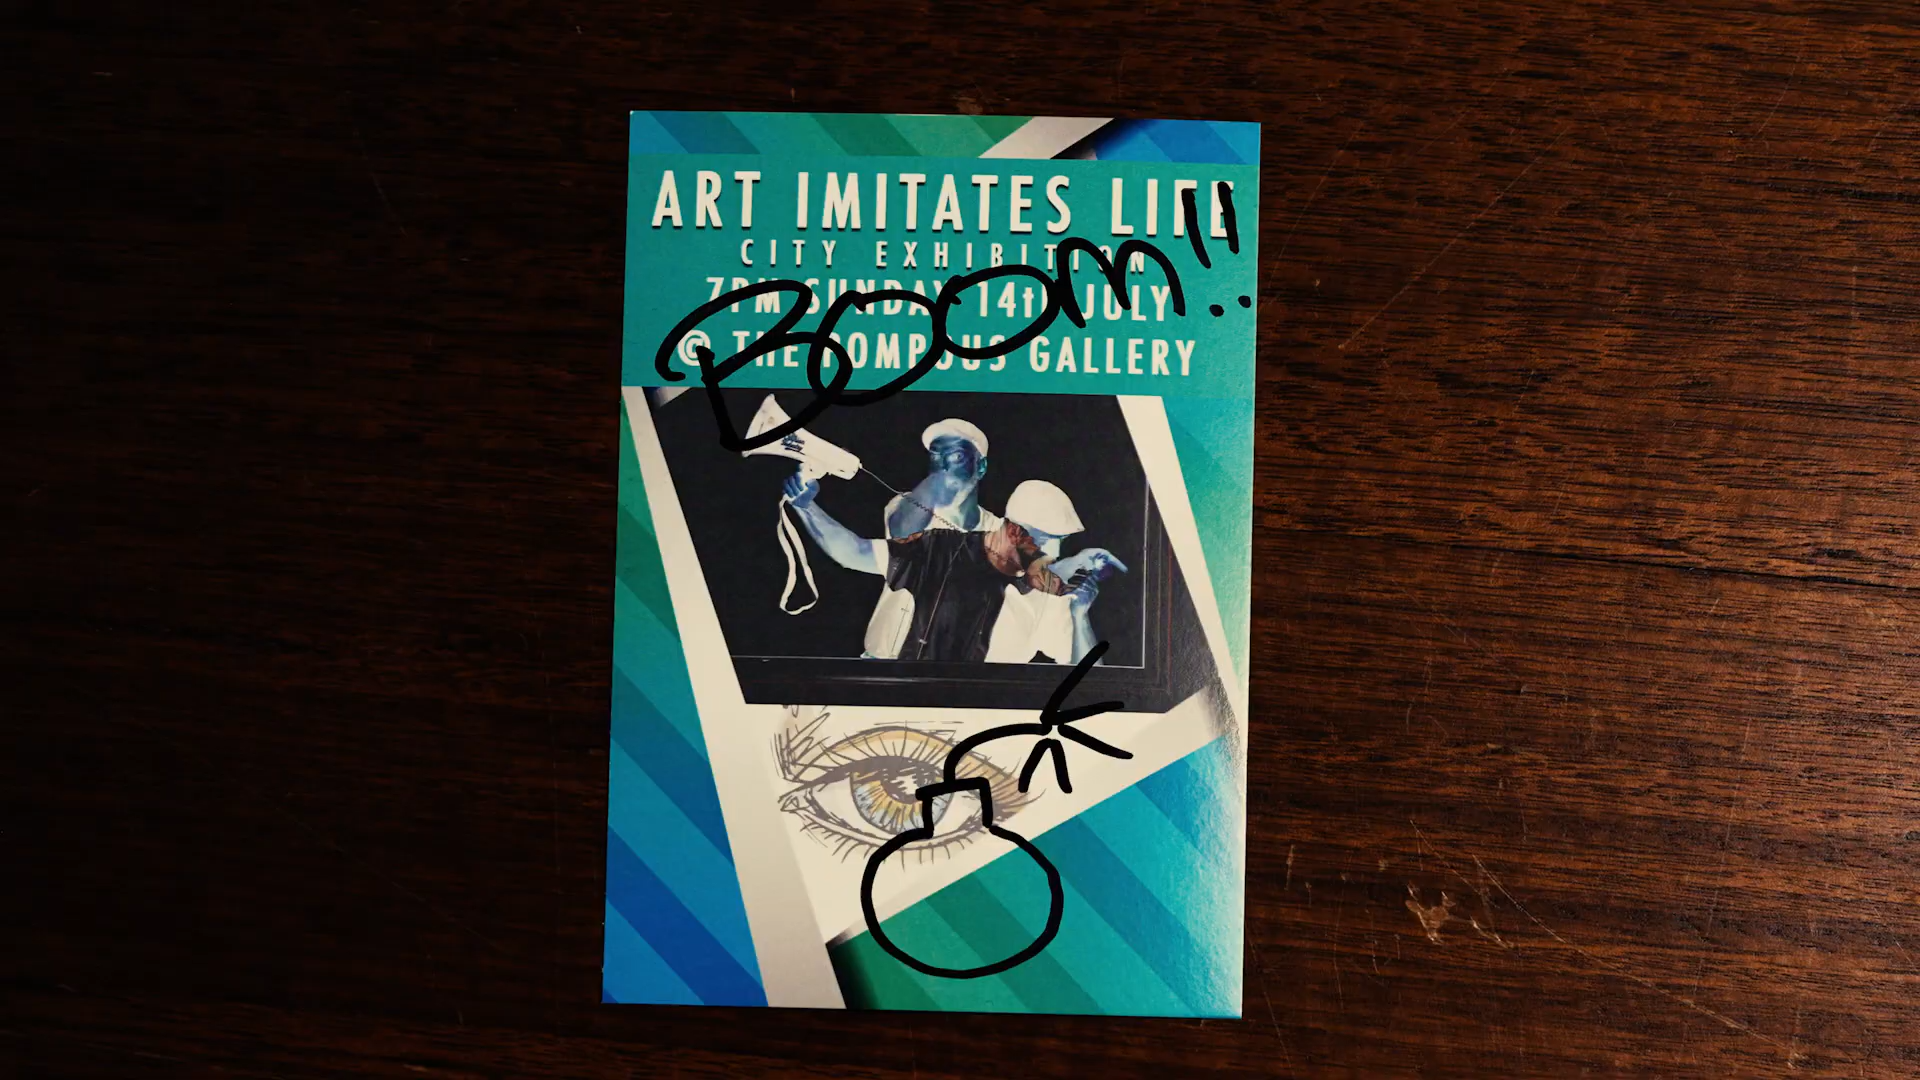 ART IMITATES LIFE
CITY EXHIBITION
7PM SUNDAY 14th JULY
@ THE POMPOUS GALLERY
BOOM!!